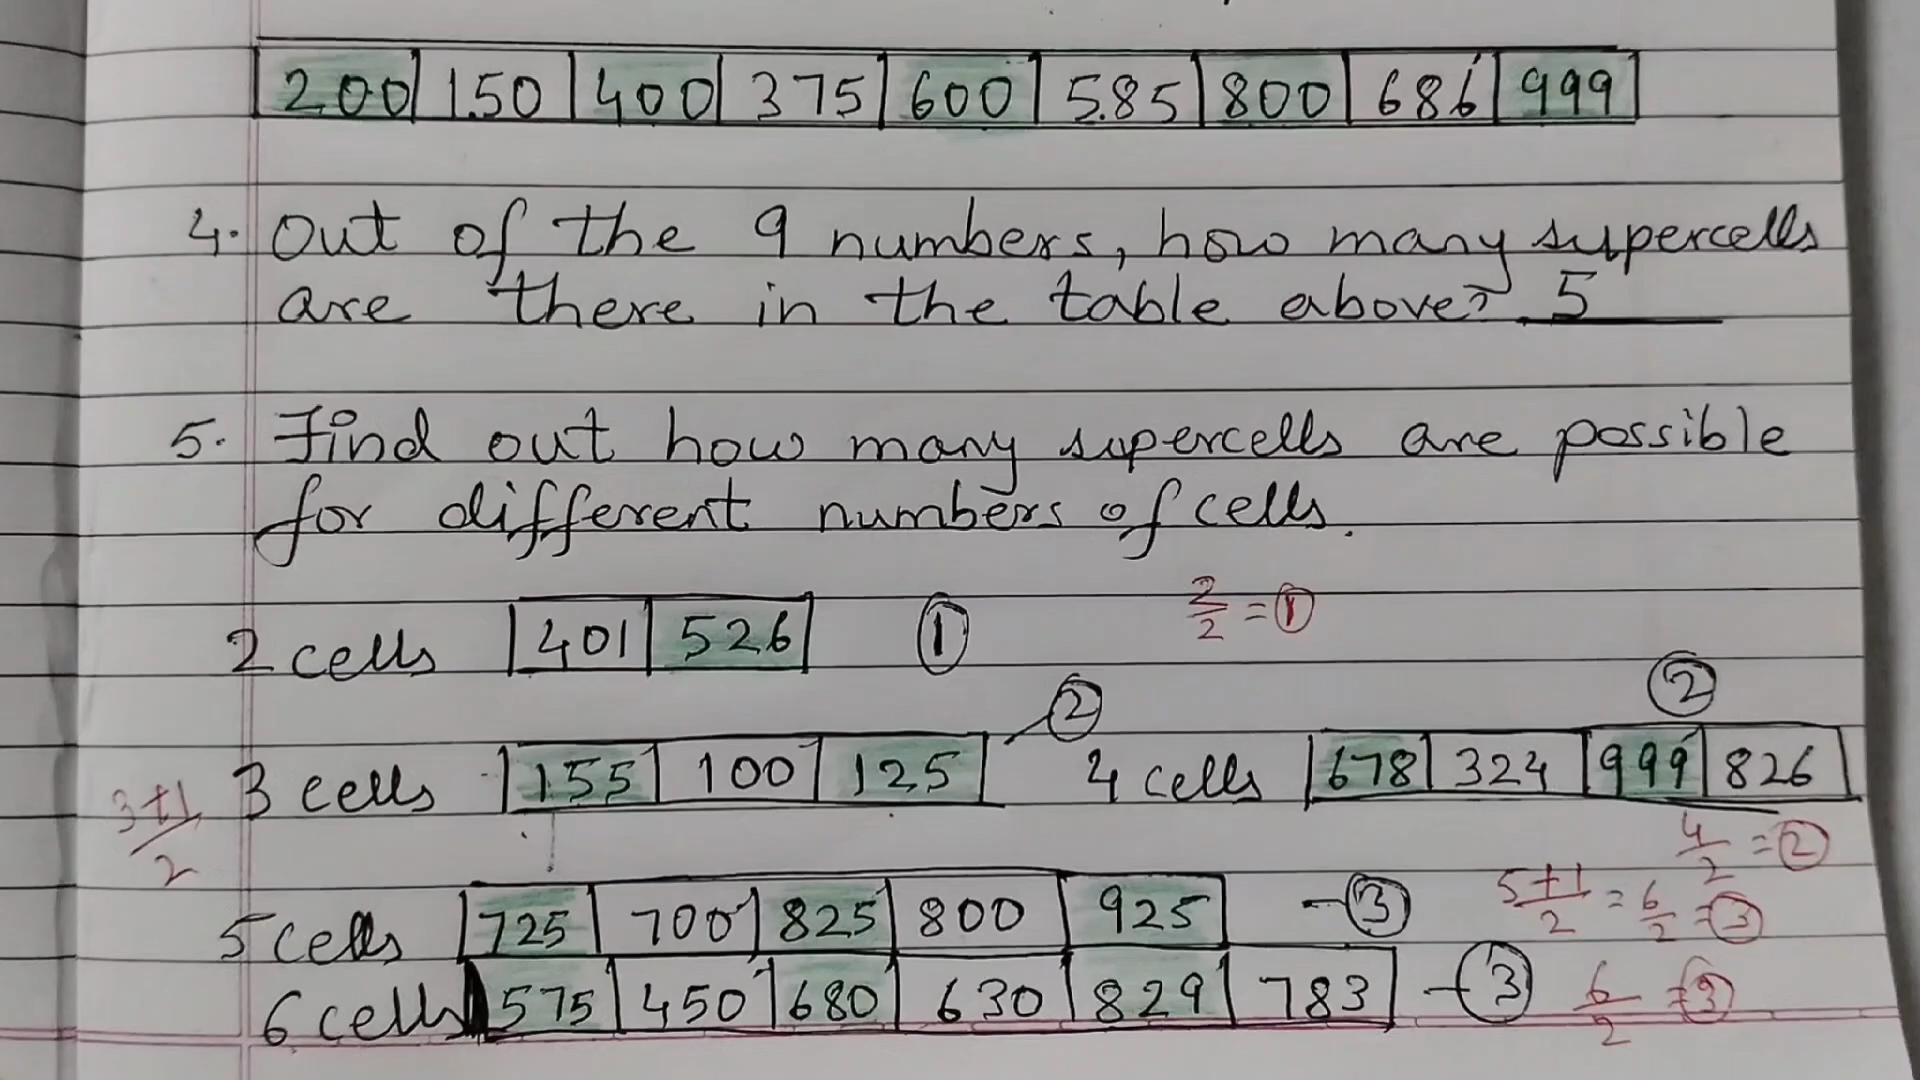 200 150 400 375 600 585 800 686 999
4. Out of the 9 numbers, how many supercells
are there in the table above? 5
5. Find out how many supercells are possible
for different numbers of cells.
2 cells 401 526 1 2/2 = 1
3 cells 155 100 125 2 4 cells 678 324 999 826 2
3+1/2 4/2 = 2
5 cells 725 700 825 800 925 - 3 5+1/2 = 6/2 = 3
6 cells 575 450 680 630 829 783 - 3 6/2 = 3